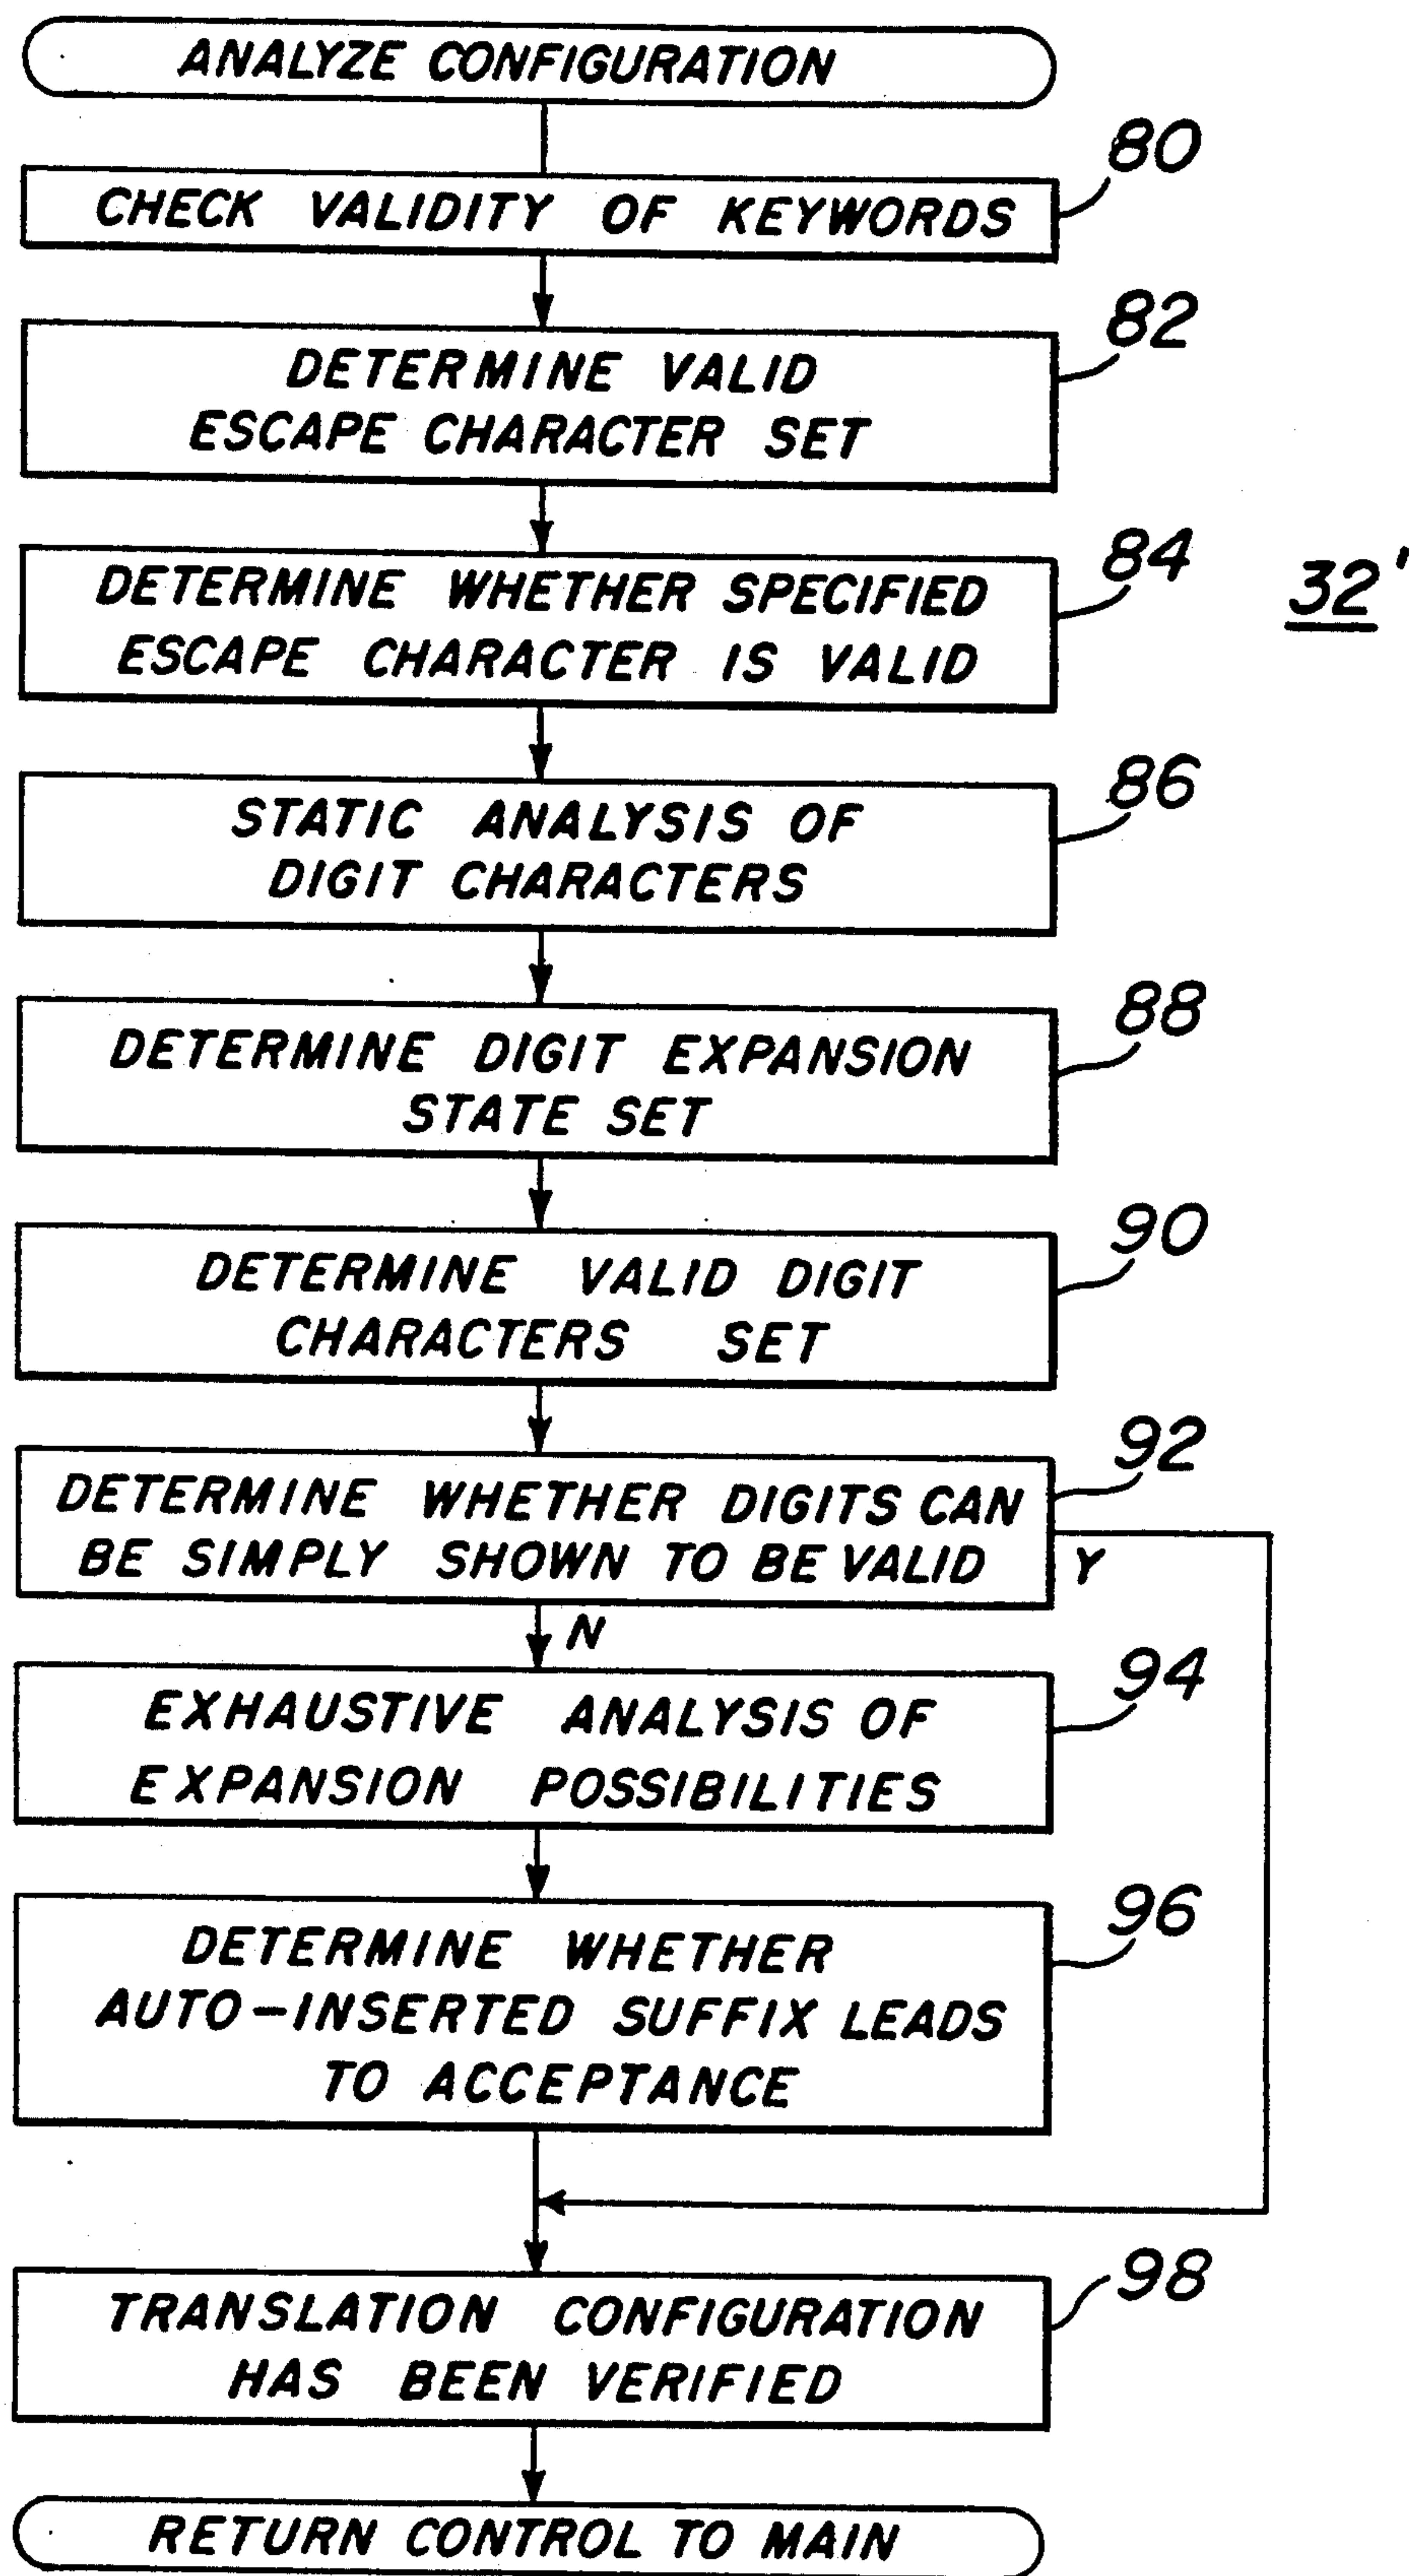 ANALYZE CONFIGURATION
80
CHECK VALIDITY OF KEYWORDS
82
DETERMINE VALID
ESCAPE CHARACTER SET
84
32'
DETERMINE WHETHER SPECIFIED
ESCAPE CHARACTER IS VALID
86
STATIC ANALYSIS OF
DIGIT CHARACTERS
88
DETERMINE DIGIT EXPANSION
STATE SET
90
DETERMINE VALID DIGIT
CHARACTERS SET
92
DETERMINE WHETHER DIGITS CAN
BE SIMPLY SHOWN TO BE VALID
Y
N
94
EXHAUSTIVE ANALYSIS OF
EXPANSION POSSIBILITIES
96
DETERMINE WHETHER
AUTO-INSERTED SUFFIX LEADS
TO ACCEPTANCE
98
TRANSLATION CONFIGURATION
HAS BEEN VERIFIED
RETURN CONTROL TO MAIN